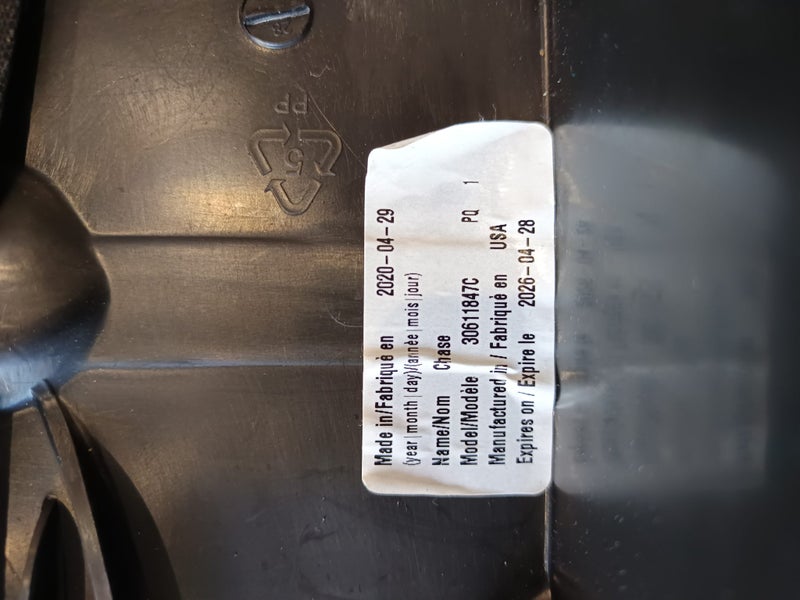 Made in/Fabriqué en 2020-04-29
(year | month | day)/(année | mois | jour)
Name/Nom Chase
Model/Modèle 30611847C PQ 1
Manufactured in / Fabriqué en USA
Expires on / Expire le 2026-04-28
5
PP